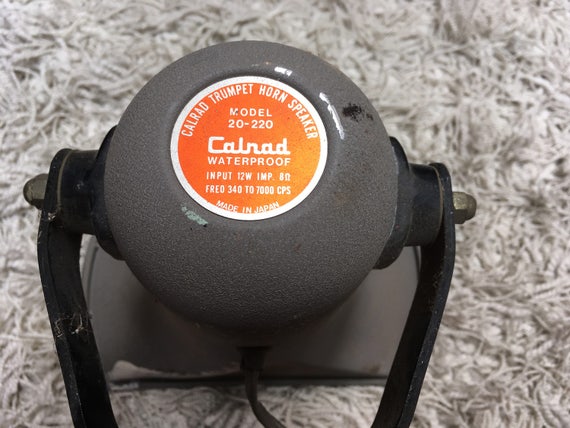 CALRAD TRUMPET HORN SPEAKER
MODEL
20-220
Calrad
WATERPROOF
INPUT 12W IMP. 8Ω
FREQ 340 TO 7000 CPS
MADE IN JAPAN